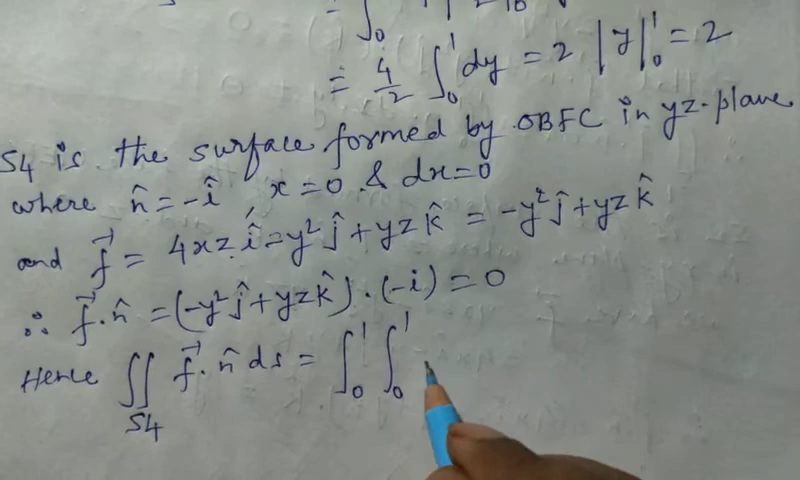 = 4/2 ∫₀¹ dy = 2 |y|₀¹ = 2
S4 is the surface formed by OBFC in yz-plane
where n̂ = -î, x=0 & dx=0
and f⃗ = 4xz î = y² ĵ + yz k̂ = -y² ĵ + yz k̂
∴ f⃗ . n̂ = (-y² ĵ + yz k̂) . (-i) = 0
Hence ∬ f⃗ . n̂ ds = ∫₀¹ ∫₀¹
S4